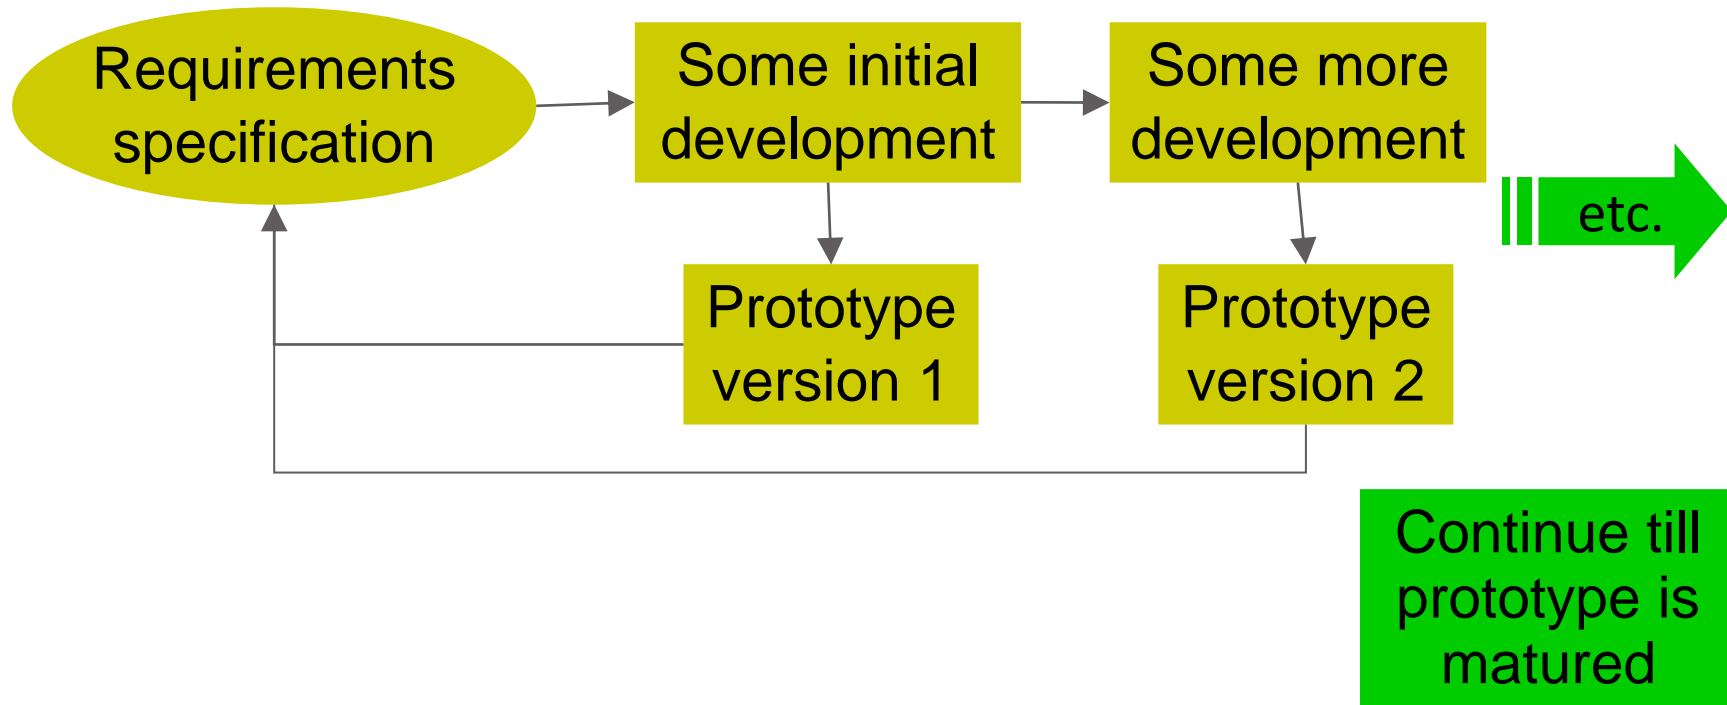 Requirements
specification
Some initial
development
Some more
development
etc.
Prototype
version 1
Prototype
version 2
Continue till
prototype is
matured